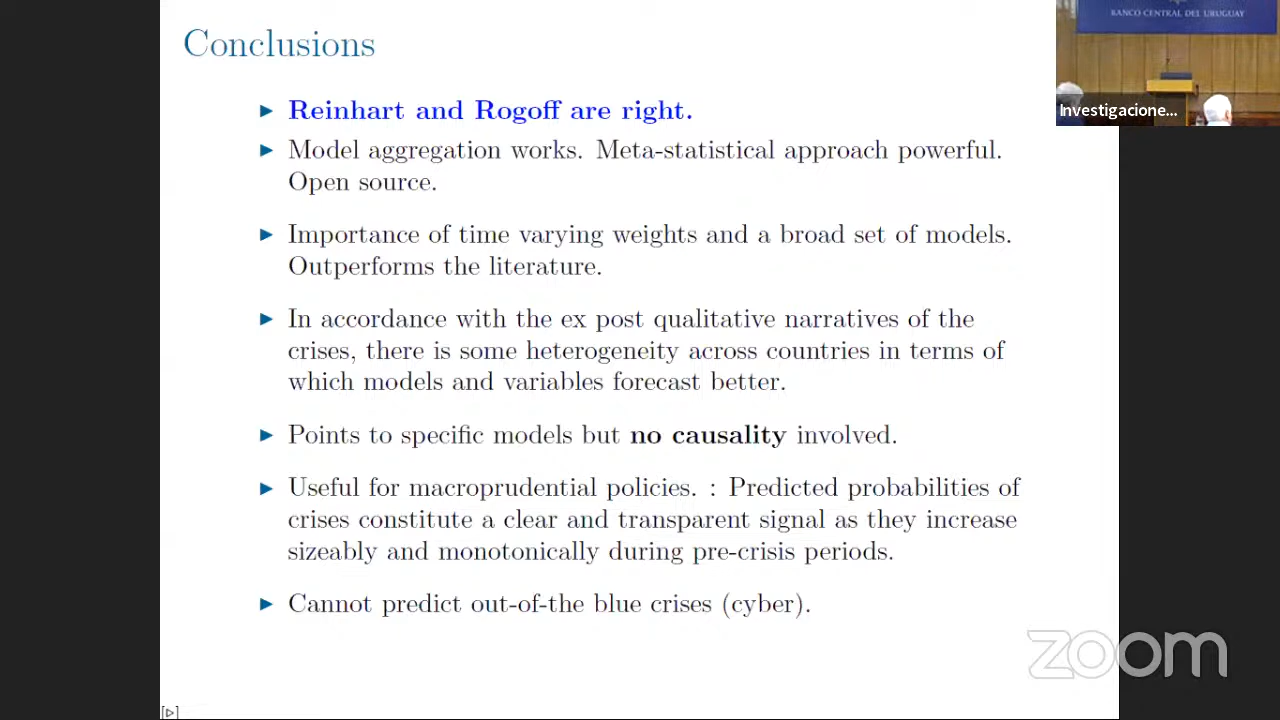 Conclusions
BANCO CENTRAL DEL URUGUAY
Investigacione...
▶ Reinhart and Rogoff are right.
▶ Model aggregation works. Meta-statistical approach powerful.
Open source.
▶ Importance of time varying weights and a broad set of models.
Outperforms the literature.
▶ In accordance with the ex post qualitative narratives of the
crises, there is some heterogeneity across countries in terms of
which models and variables forecast better.
▶ Points to specific models but no causality involved.
▶ Useful for macroprudential policies. : Predicted probabilities of
crises constitute a clear and transparent signal as they increase
sizeably and monotonically during pre-crisis periods.
▶ Cannot predict out-of-the blue crises (cyber).
zoom